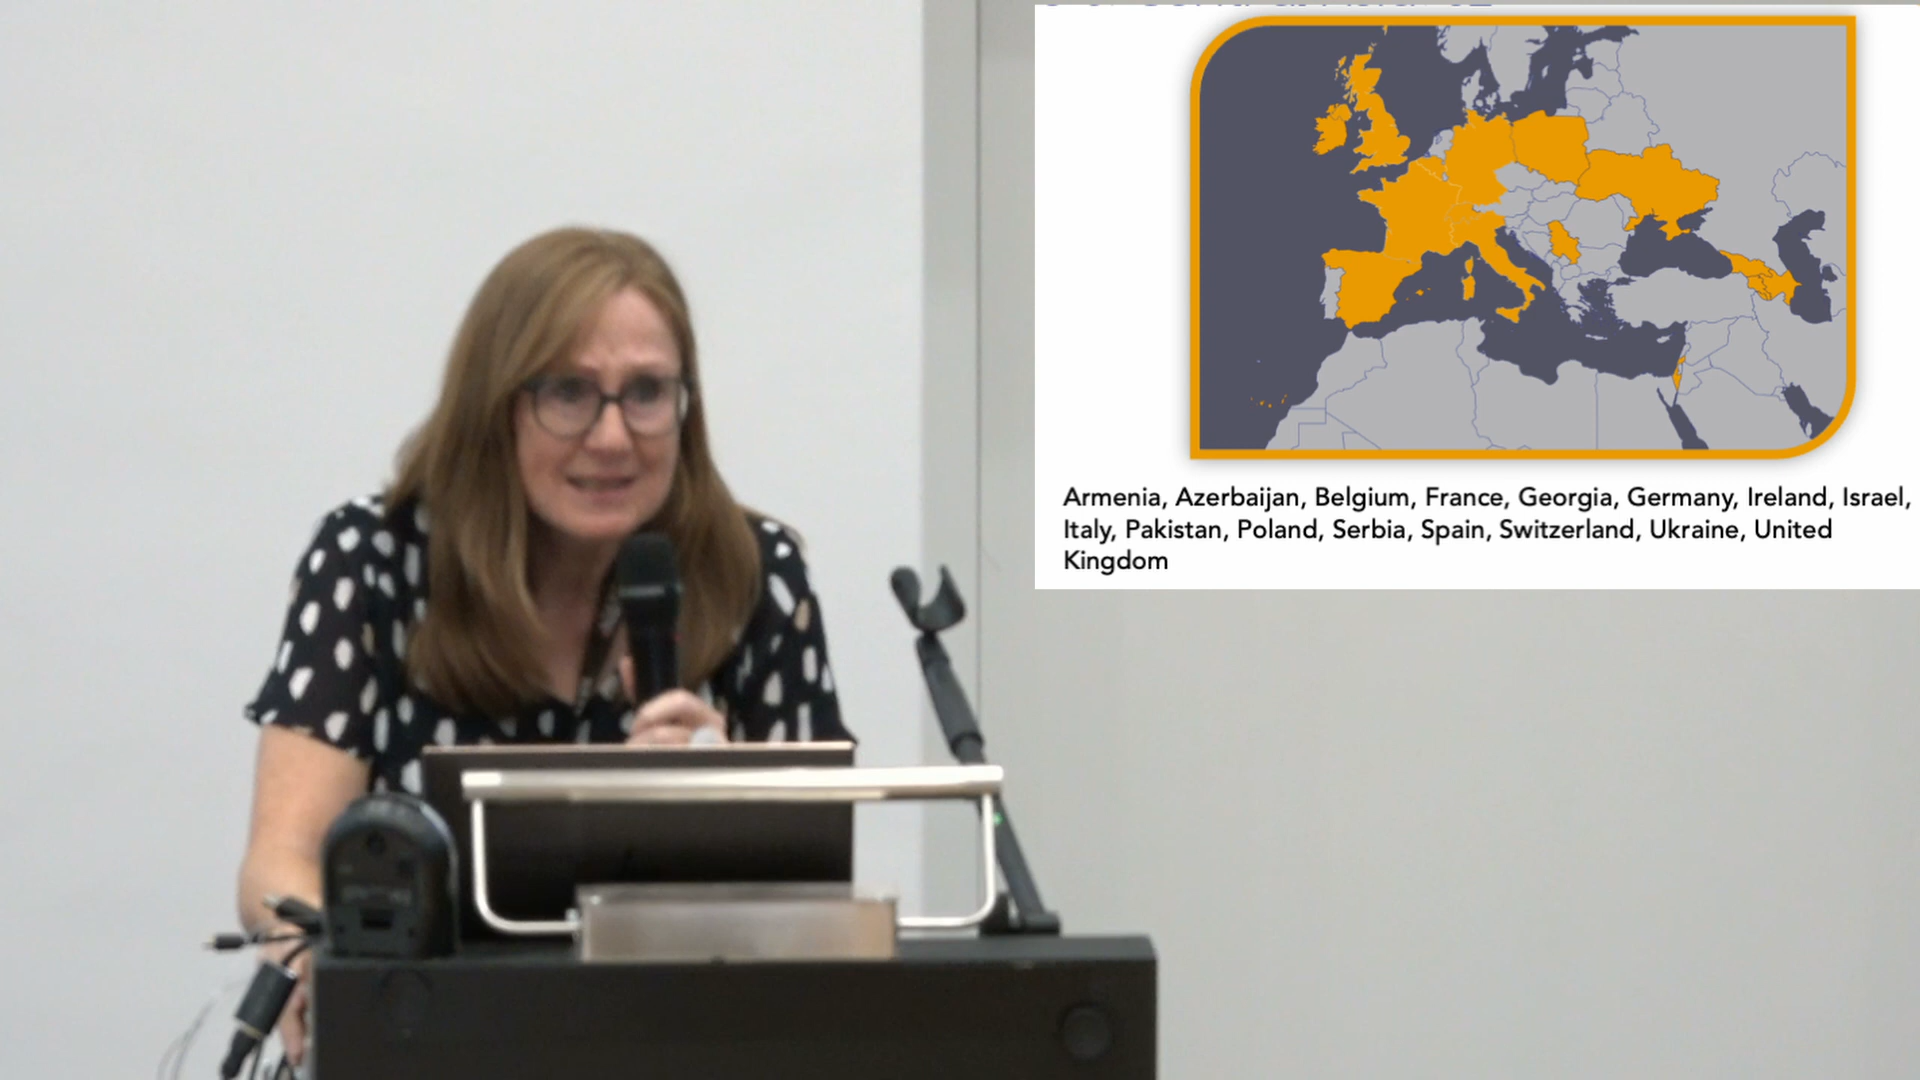 Armenia, Azerbaijan, Belgium, France, Georgia, Germany, Ireland, Israel,
Italy, Pakistan, Poland, Serbia, Spain, Switzerland, Ukraine, United
Kingdom